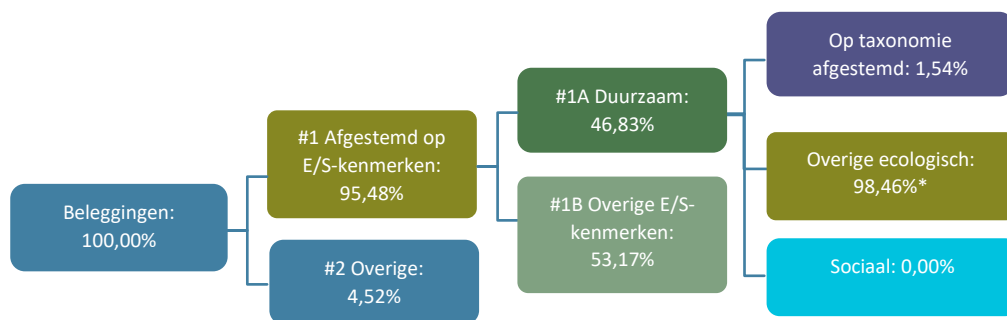 Beleggingen:
100,00%
#1 Afgestemd op
E/S-kenmerken:
95,48%
#2 Overige:
4,52%
#1A Duurzaam:
46,83%
#1B Overige E/S-
kenmerken:
53,17%
Op taxonomie
afgestemd: 1,54%
Overige ecologisch:
98,46%*
Sociaal: 0,00%